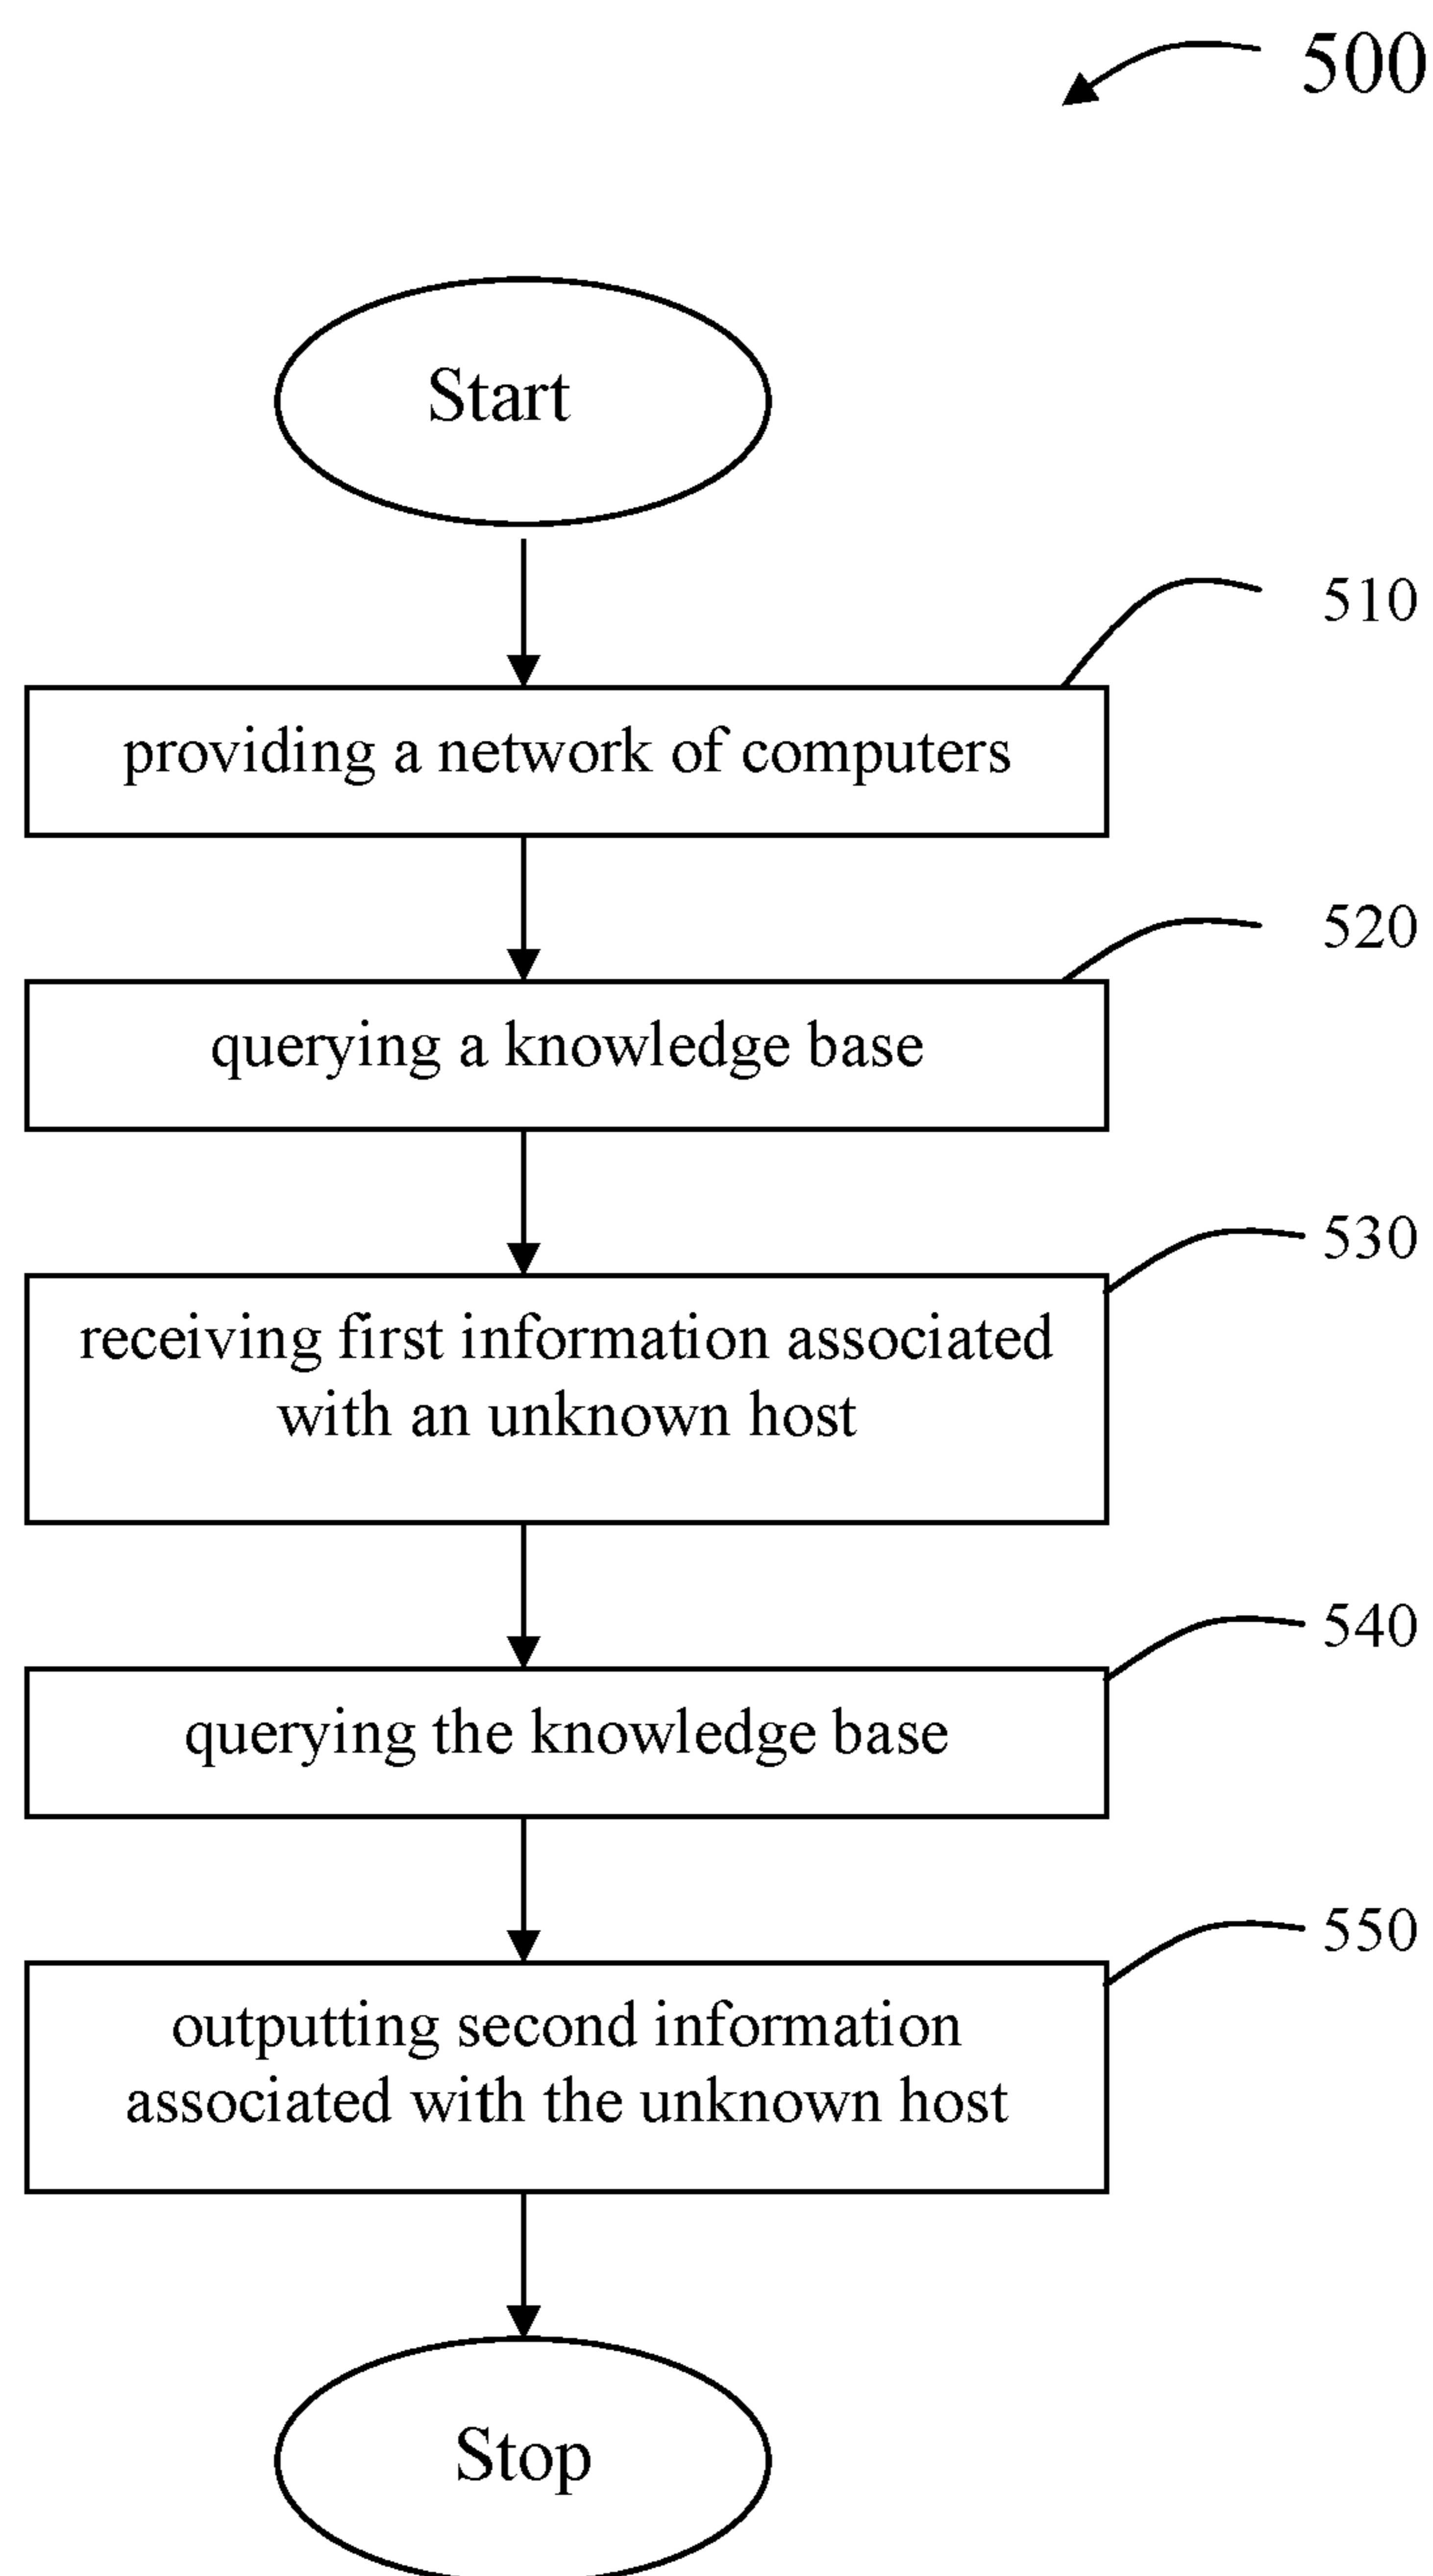 500
Start
510
providing a network of computers
520
querying a knowledge base
530
receiving first information associated
with an unknown host
540
querying the knowledge base
550
outputting second information
associated with the unknown host
Stop